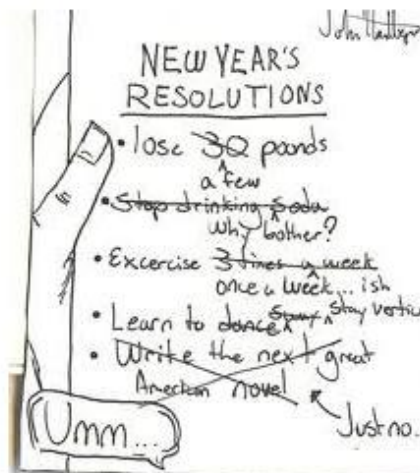 NEW YEAR'S
RESOLUTIONS
• lose 30 pounds
a few
• Stop drinking soda
Why bother?
• Excercise 3 times a week
once a week... ish
• Learn to dance Stay
• Write the next great
American novel
Just no.
Umm...